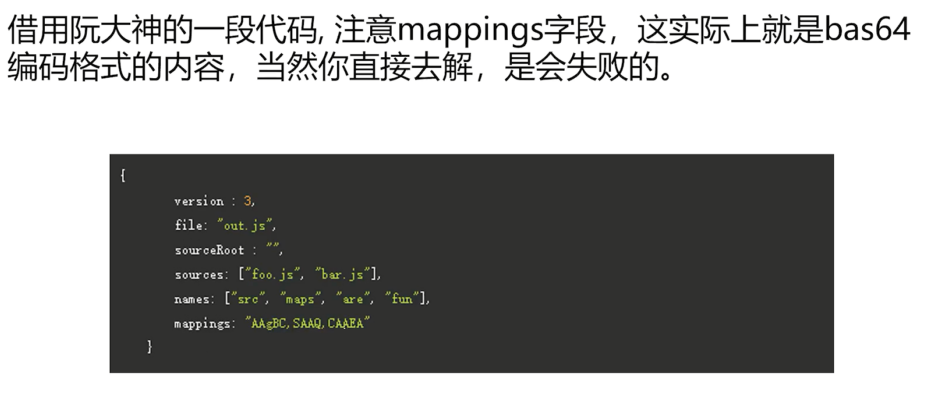 借用阮大神的一段代码, 注意mappings字段，这实际上就是bas64
编码格式的内容，当然你直接去解，是会失败的。
{
version : 3,
file: "out.js",
sourceRoot : "",
sources: ["foo.js", "bar.js"],
names: ["src", "maps", "are", "fun"],
mappings: "AAgBC,SAAQ,CAAEA"
}